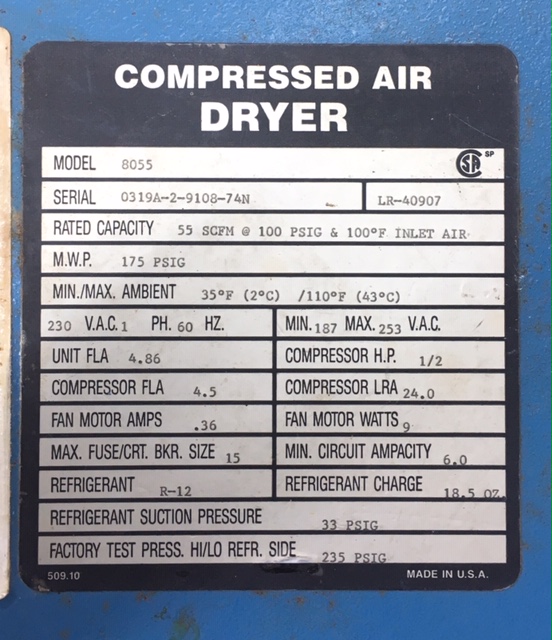 COMPRESSED AIR
DRYER
MODEL 8055 SA SP
SERIAL 0319A-2-9108-74N LR-40907
RATED CAPACITY 55 SCFM @ 100 PSIG & 100°F INLET AIR
M.W.P. 175 PSIG
MIN./MAX. AMBIENT 35°F (2°C) /110°F (43°C)
230 V.A.C. 1 PH. 60 HZ. MIN. 187 MAX. 253 V.A.C.
UNIT FLA 4.86 COMPRESSOR H.P. 1/2
COMPRESSOR FLA 4.5 COMPRESSOR LRA 24.0
FAN MOTOR AMPS .36 FAN MOTOR WATTS 9
MAX. FUSE/CRT. BKR. SIZE 15 MIN. CIRCUIT AMPACITY 6.0
REFRIGERANT R-12 REFRIGERANT CHARGE 18.5 OZ.
REFRIGERANT SUCTION PRESSURE 33 PSIG
FACTORY TEST PRESS. HI/LO REFR. SIDE 235 PSIG
509.10 MADE IN U.S.A.